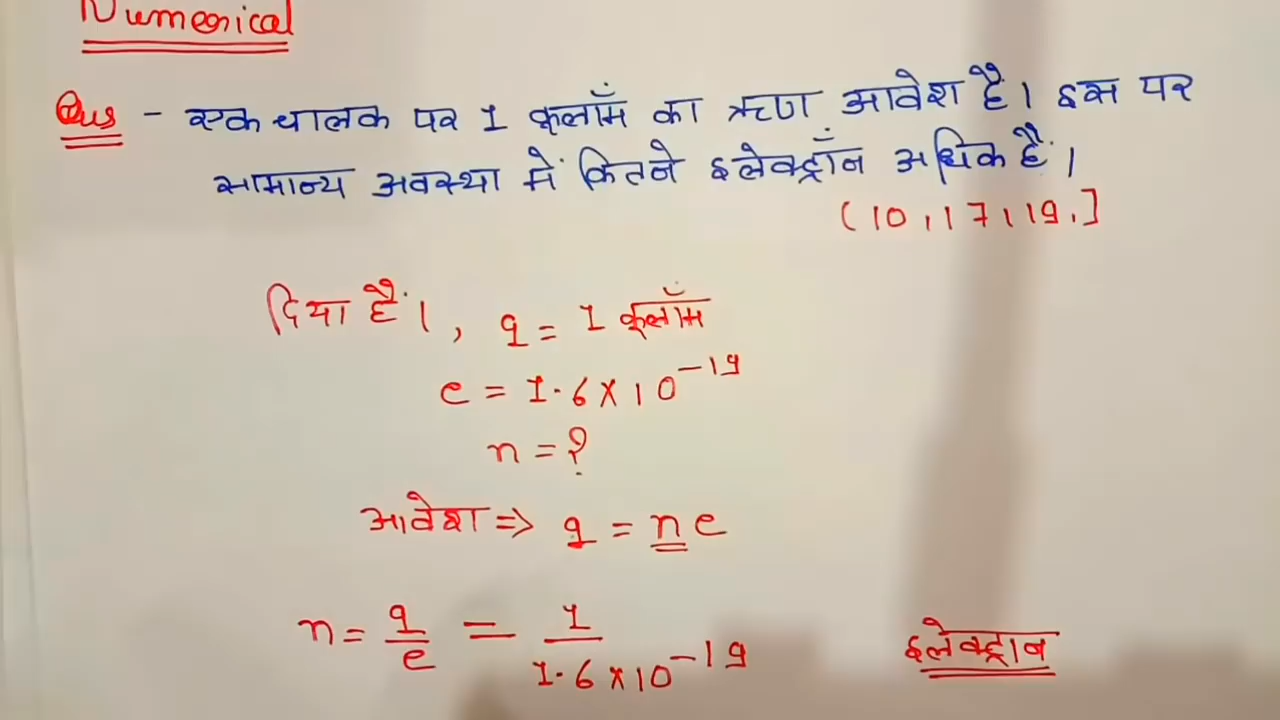 Numerical
Ques - एक चालक पर 1 कूलॉम का ऋण आवेश है। इस पर
सामान्य अवस्था में कितने इलेक्ट्रॉन अधिक हैं।
(10, 17, 19,]
दिया है।, q = 1 कूलॉम
e = 1.6 × 10⁻¹⁹
n = ?
आवेश ⇒ q = ne
n = q/e = 1/1.6×10⁻¹⁹ इलेक्ट्रान